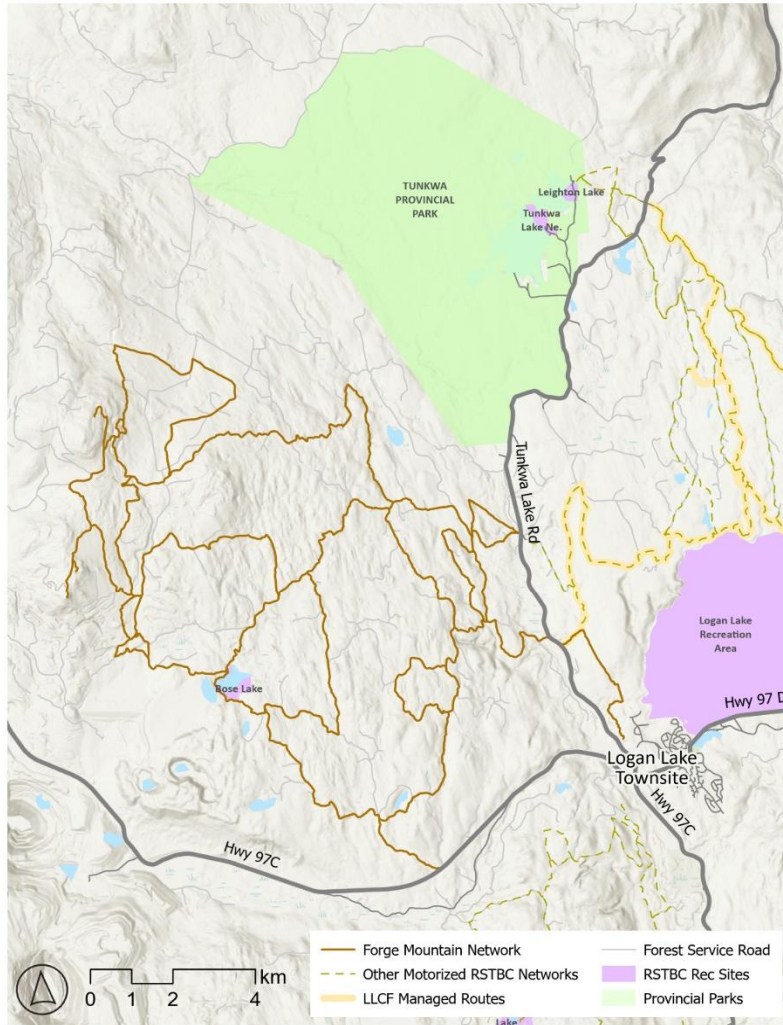 TUNKWA
PROVINCIAL
PARK
Leighton Lake
Tunkwa
Lake Ne.
Tunkwa Lake Rd
Logan Lake
Recreation
Area
Bose Lake
Hwy 97 D
Logan Lake
Townsite
Hwy 97C
Hwy 97C
km
0 1 2 4
Forge Mountain Network
Other Motorized RSTBC Networks
LLCF Managed Routes
Forest Service Road
RSTBC Rec Sites
Provincial Parks
Lake